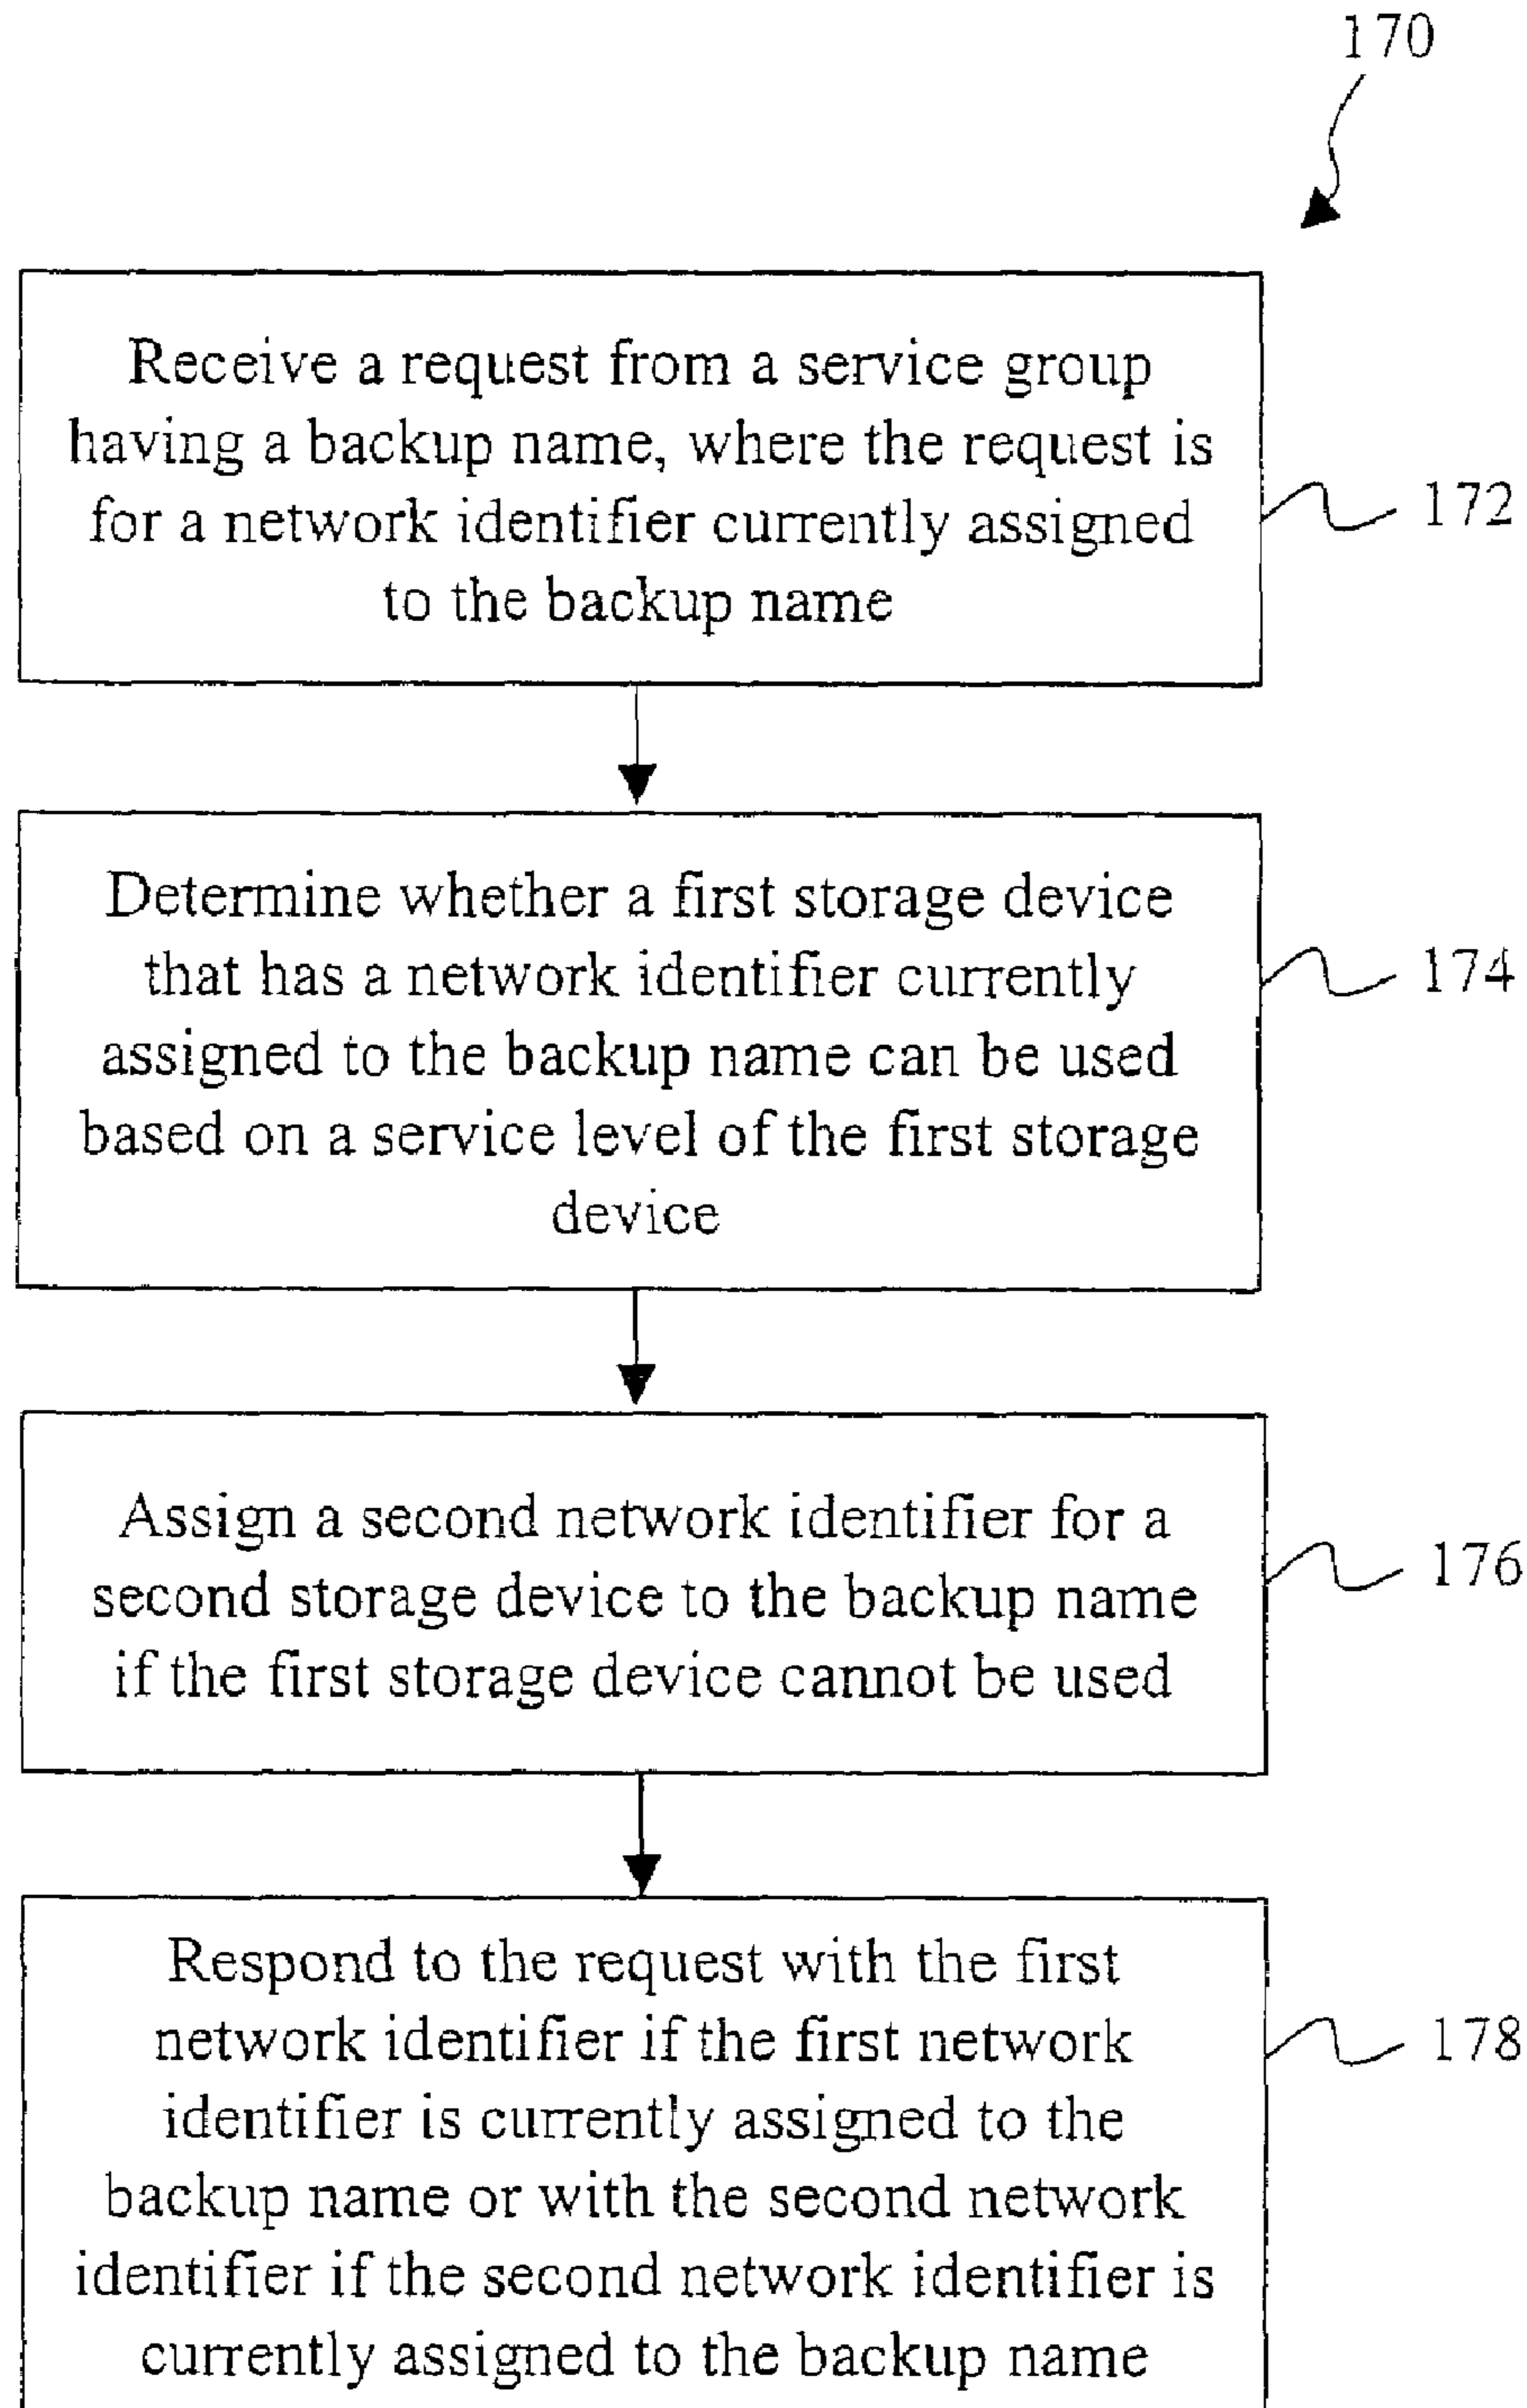 170
Receive a request from a service group
having a backup name, where the request is
for a network identifier currently assigned
to the backup name
172
Determine whether a first storage device
that has a network identifier currently
assigned to the backup name can be used
based on a service level of the first storage
device
174
Assign a second network identifier for a
second storage device to the backup name
if the first storage device cannot be used
176
Respond to the request with the first
network identifier if the first network
identifier is currently assigned to the
backup name or with the second network
identifier if the second network identifier is
currently assigned to the backup name
178